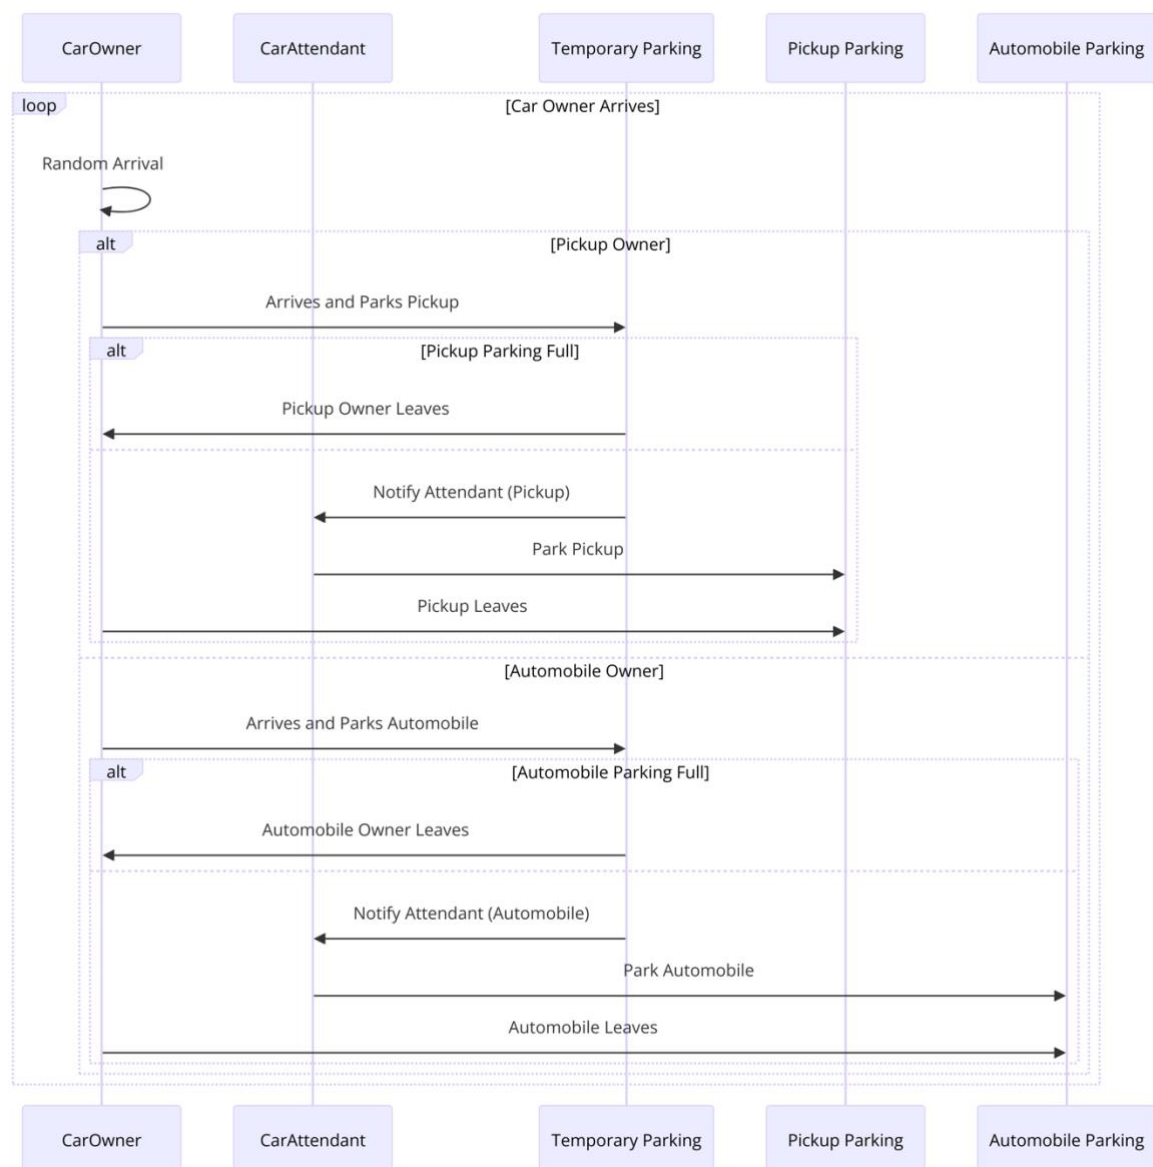 CarOwner
CarAttendant
Temporary Parking
Pickup Parking
Automobile Parking
loop
[Car Owner Arrives]
Random Arrival
alt
[Pickup Owner]
Arrives and Parks Pickup
alt
[Pickup Parking Full]
Pickup Owner Leaves
Notify Attendant (Pickup)
Park Pickup
Pickup Leaves
[Automobile Owner]
Arrives and Parks Automobile
alt
[Automobile Parking Full]
Automobile Owner Leaves
Notify Attendant (Automobile)
Park Automobile
Automobile Leaves
CarOwner
CarAttendant
Temporary Parking
Pickup Parking
Automobile Parking